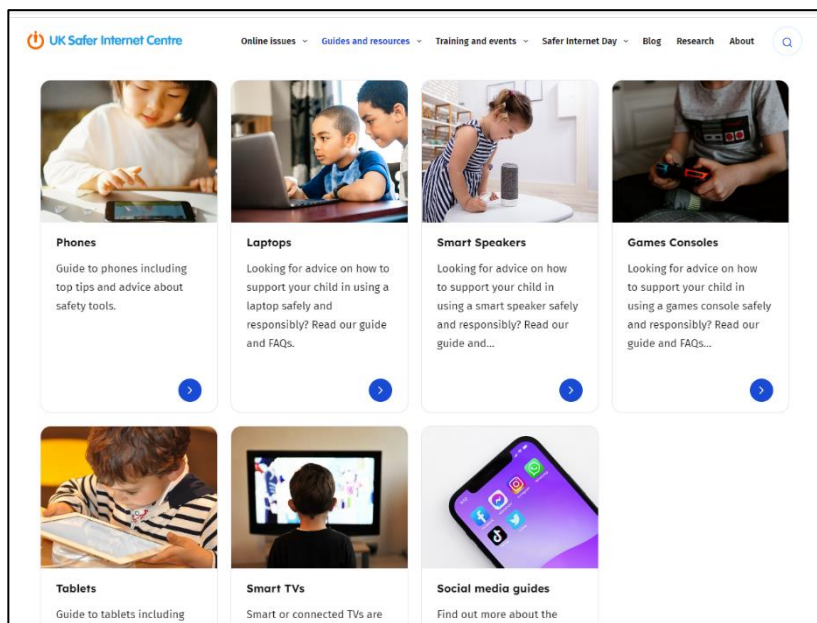 UK Safer Internet Centre
Online issues
Guides and resources
Training and events
Safer Internet Day
Blog
Research
About
Phones
Guide to phones including
top tips and advice about
safety tools.
Laptops
Looking for advice on how to
support your child in using a
laptop safely and
responsibly? Read our guide
and FAQs.
Smart Speakers
Looking for advice on how
to support your child in
using a smart speaker safely
and responsibly? Read our
guide and...
Games Consoles
Looking for advice on how
to support your child in
using a games console safely
and responsibly? Read our
guide and FAQs...
Tablets
Guide to tablets including
Smart TVs
Smart or connected TVs are
Social media guides
Find out more about the